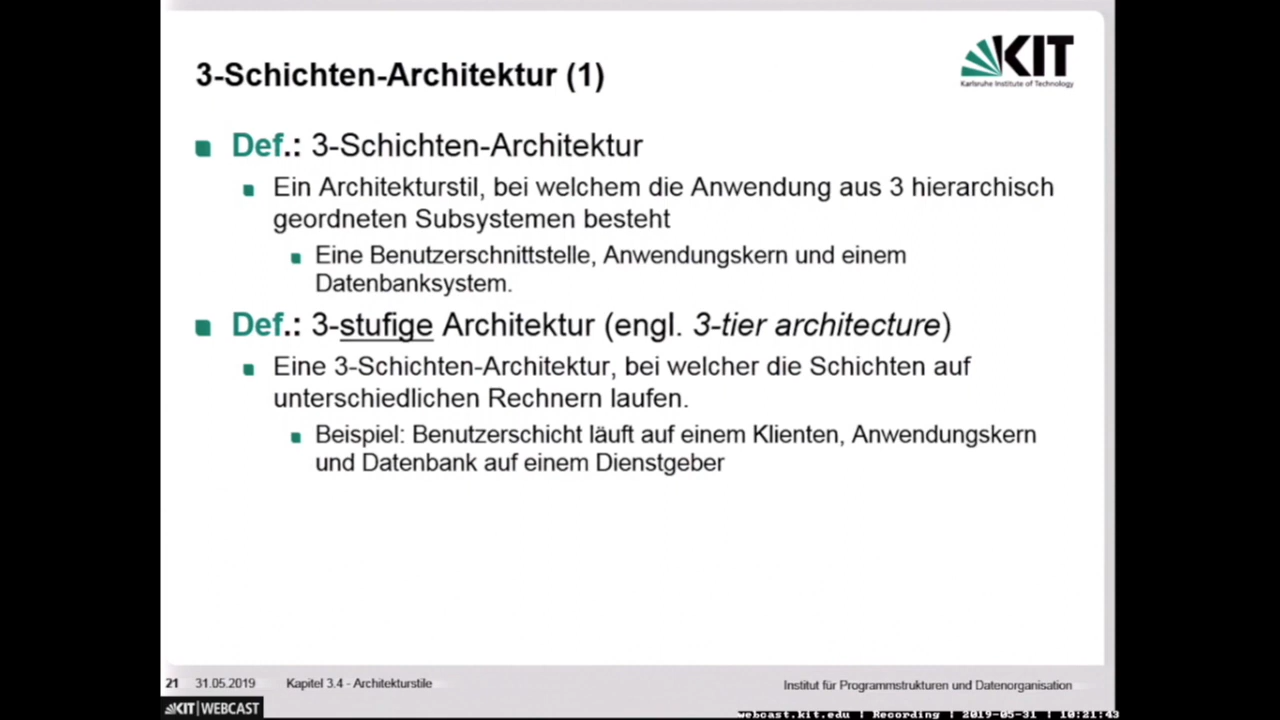 3-Schichten-Architektur (1)
KIT
Karlsruhe Institute of Technology
Def.: 3-Schichten-Architektur
Ein Architekturstil, bei welchem die Anwendung aus 3 hierarchisch
geordneten Subsystemen besteht
Eine Benutzerschnittstelle, Anwendungskern und einem
Datenbanksystem.
Def.: 3-stufige Architektur (engl. 3-tier architecture)
Eine 3-Schichten-Architektur, bei welcher die Schichten auf
unterschiedlichen Rechnern laufen.
Beispiel: Benutzerschicht läuft auf einem Klienten, Anwendungskern
und Datenbank auf einem Dienstgeber
21 31.05.2019 Kapitel 3.4 - Architekturstile Institut für Programmstrukturen und Datenorganisation
KIT | WEBCAST
webcast.kit.edu | Recording | 2019-05-31 | 10:21:43